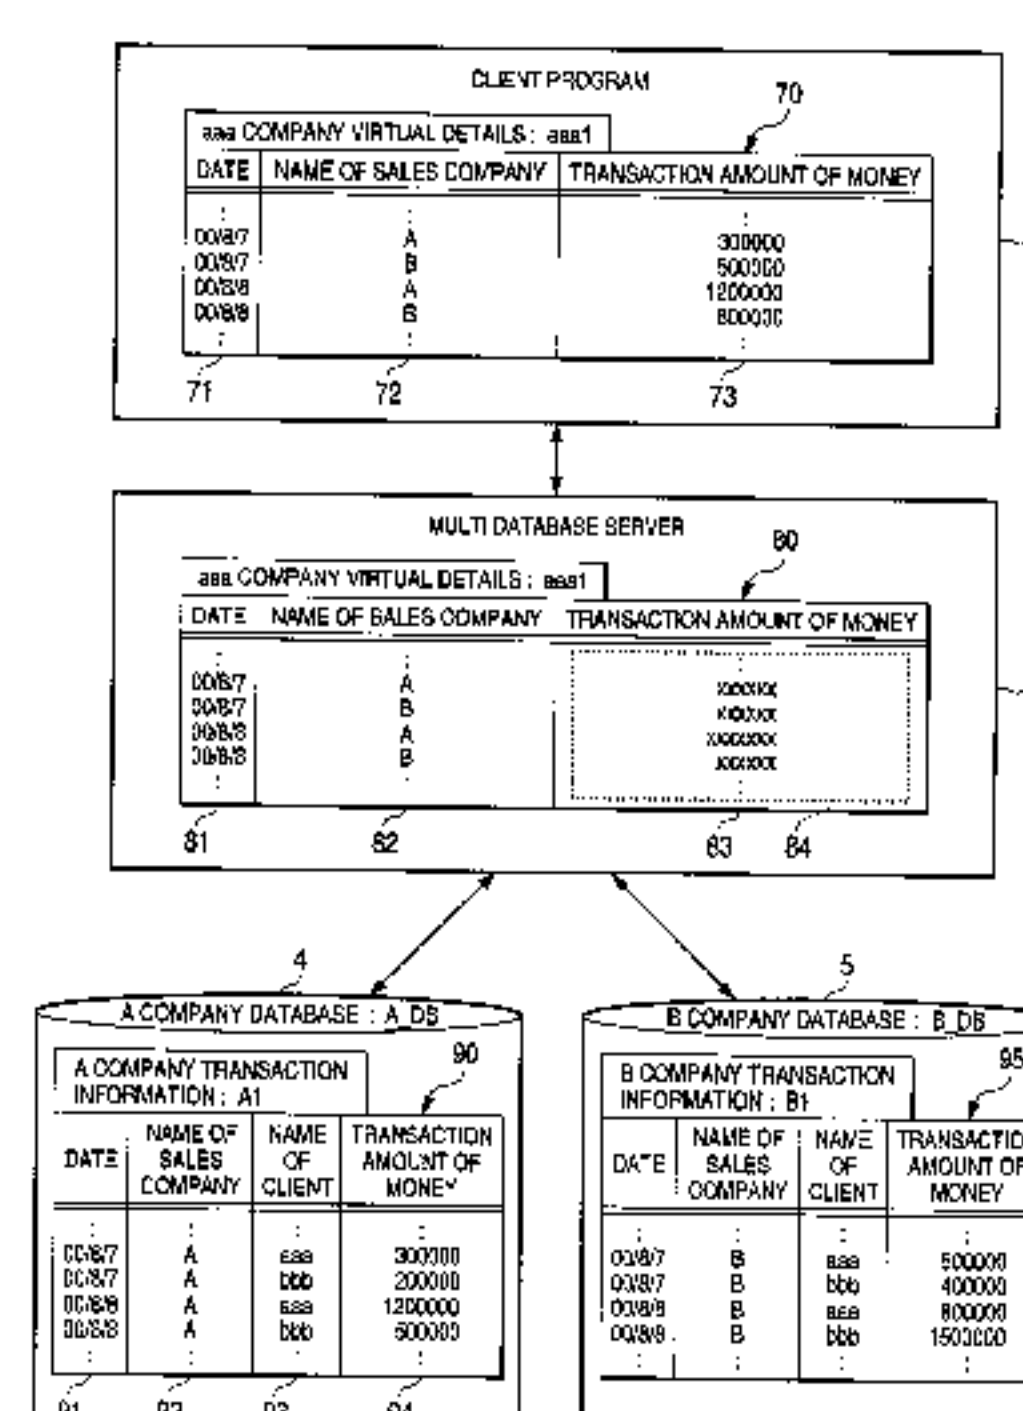 CLIENT PROGRAM
70
aaa COMPANY VIRTUAL DETAILS : aaa1
DATE NAME OF SALES COMPANY TRANSACTION AMOUNT OF MONEY
00/8/7 A 300000
00/8/7 B 500000
00/8/8 A 1200000
00/8/8 B 800000
71 72 73
MULTI DATABASE SERVER
80
aaa COMPANY VIRTUAL DETAILS : aaa1
DATE NAME OF SALES COMPANY TRANSACTION AMOUNT OF MONEY
00/8/7 A
00/8/7 B
00/8/8 A
00/8/8 B
81 82 83 84
4
A COMPANY DATABASE : A_DB
A COMPANY TRANSACTION
INFORMATION : A1
90
DATE
NAME OF
SALES
COMPANY
NAME
OF
CLIENT
TRANSACTION
AMOUNT OF
MONEY
00/8/7 A aaa 300000
00/8/7 A bbb 200000
00/8/8 A aaa 1200000
00/8/8 A bbb 500000
5
B COMPANY DATABASE : B_DB
B COMPANY TRANSACTION
INFORMATION : B1
95
DATE
NAME OF
SALES
COMPANY
NAME
OF
CLIENT
AMOUNT OF
MONEY
00/8/7 B aaa 500000
00/8/7 B bbb 400000
00/8/8 B aaa 800000
00/8/8 B bbb 1500000